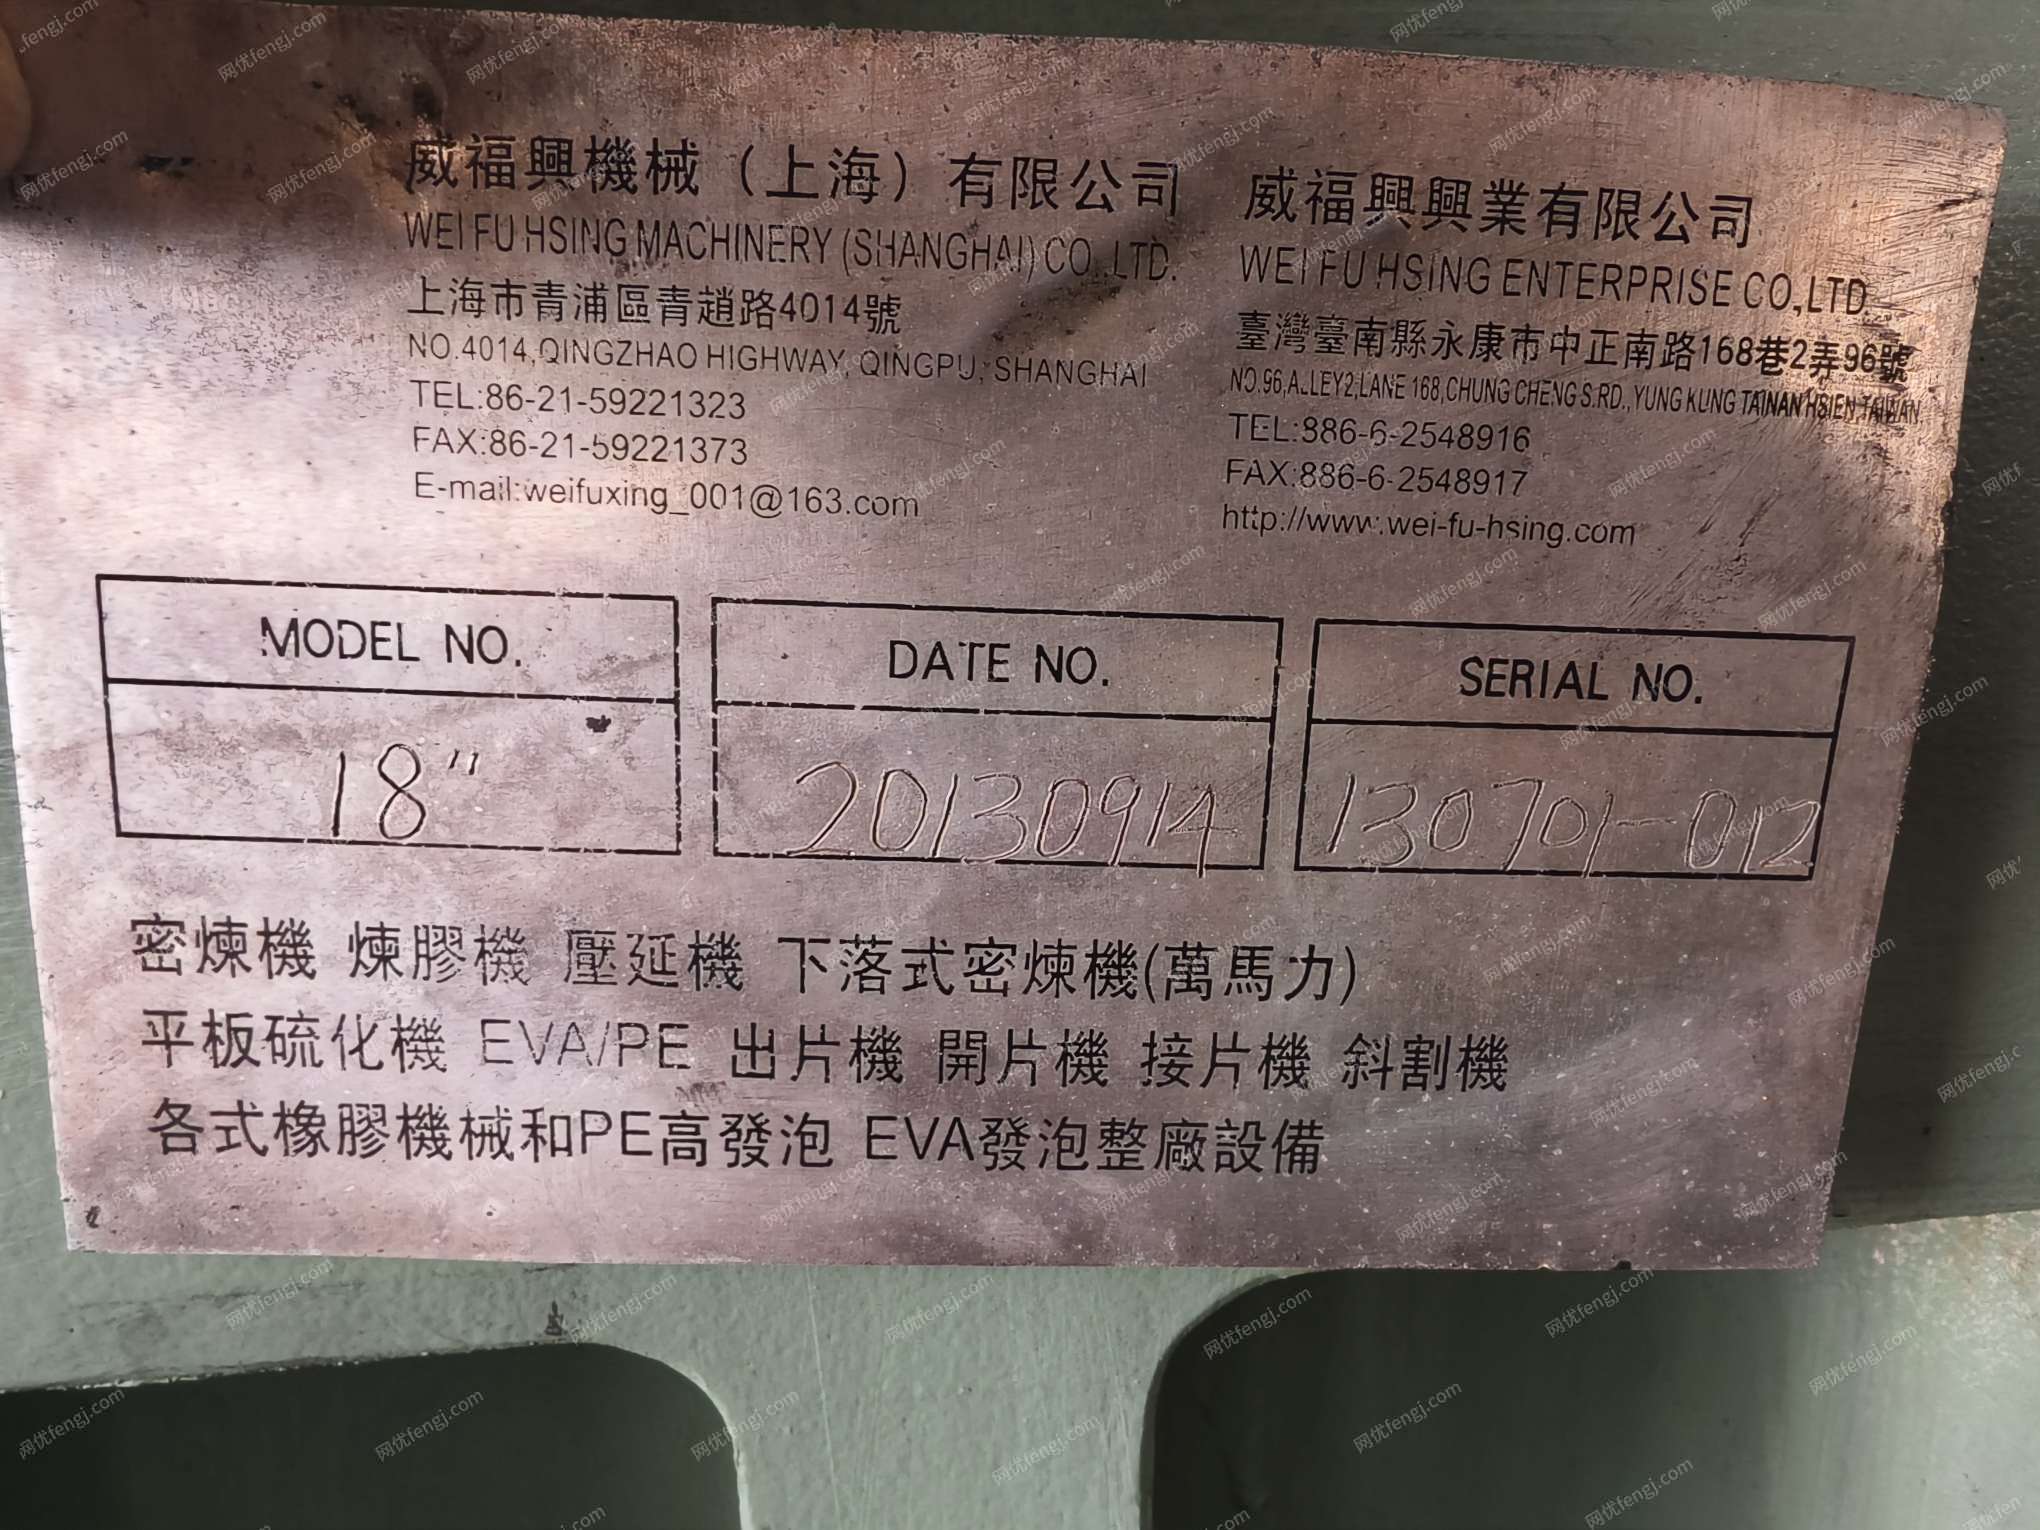 威福興機械（上海）有限公司
WEI FU HSING MACHINERY (SHANGHAI) CO.,LTD.
上海市青浦區青趙路4014號
NO.4014,QINGZHAO HIGHWAY, QINGPU, SHANGHAI
TEL:86-21-59221323
FAX:86-21-59221373
E-mail:weifuxing_001@163.com
威福興興業有限公司
WEI FU HSING ENTERPRISE CO,LTD.
臺灣臺南縣永康市中正南路168巷2弄96號
NO.96,ALLEY2,LANE 168,CHUNG CHENG S.RD.,YUNG KUNG TAINAN HSIEN TAIWAN.
TEL:886-6-2548916
FAX:886-6-2548917
http://www.wei-fu-hsing.com
MODEL NO.
18"
DATE NO.
20130914
SERIAL NO.
130701-012
密煉機 煉膠機 壓延機 下落式密煉機(萬馬力)
平板硫化機 EVA/PE 出片機 開片機 接片機 斜割機
各式橡膠機械和PE高發泡 EVA發泡整廠設備
网优fengj.com